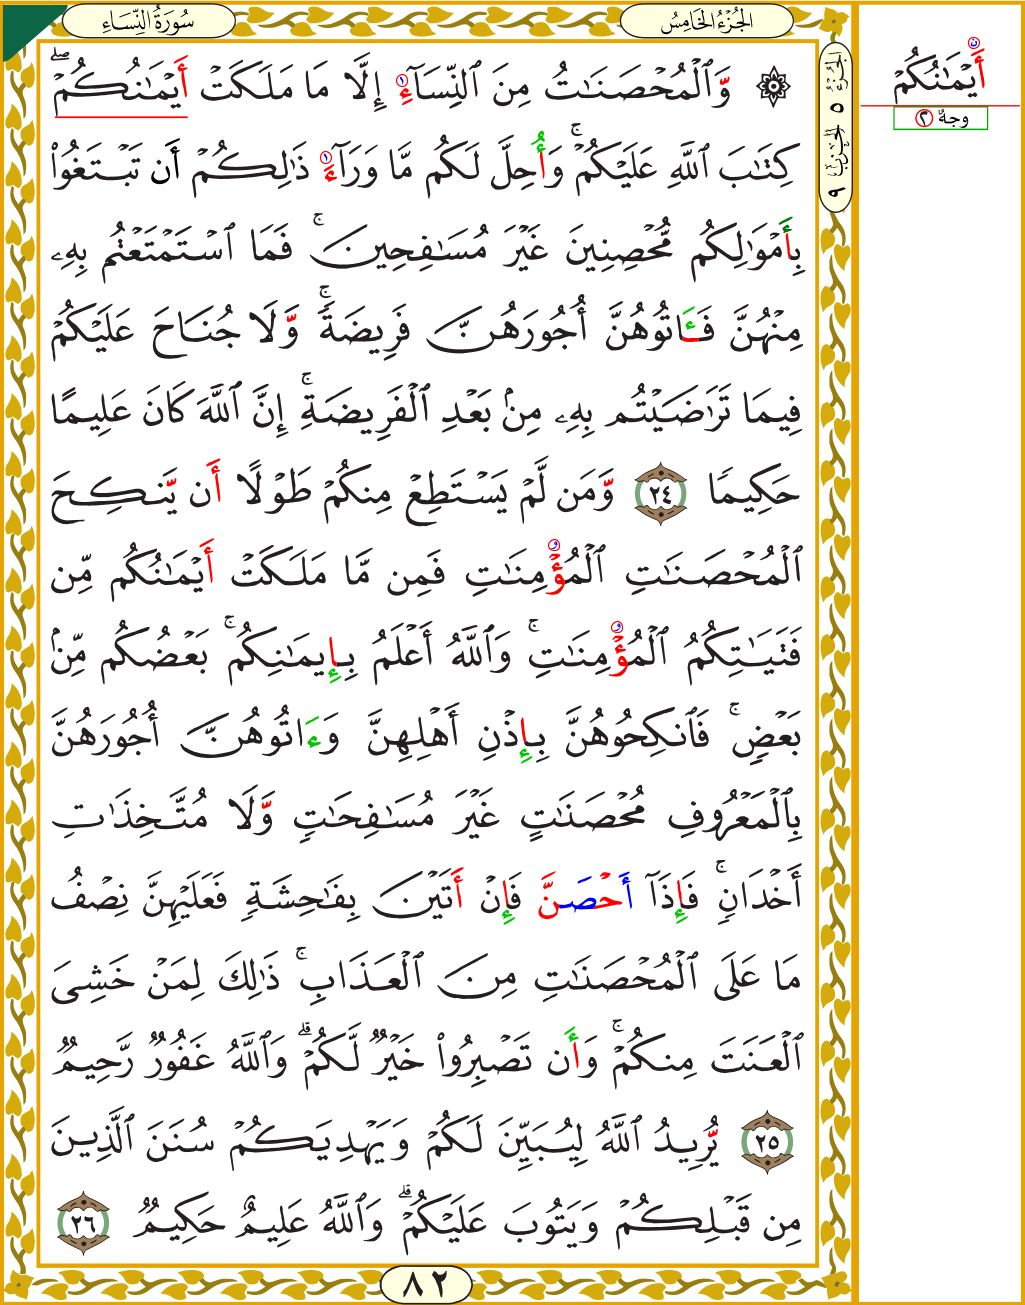 سُورَةُ النِّسَاءِ
الْجُزْءُ الْخَامِسُ
وَّٱلْمُحْصَنَـٰتُ مِنَ ٱلنِّسَآءِ إِلَّا مَا مَلَكَتْ أَيْمَـٰنُكُمْ ۖ
كِتَـٰبَ ٱللَّهِ عَلَيْكُمْ ۚ وَأُحِلَّ لَكُم مَّا وَرَآءَ ذَٰلِكُمْ أَن تَبْتَغُوا۟
بِأَمْوَٰلِكُم مُّحْصِنِينَ غَيْرَ مُسَـٰفِحِينَ ۚ فَمَا ٱسْتَمْتَعْتُم بِهِۦ
مِنْهُنَّ فَـَٔاتُوهُنَّ أُجُورَهُنَّ فَرِيضَةً ۚ وَّلَا جُنَاحَ عَلَيْكُمْ
فِيمَا تَرَٰضَيْتُم بِهِۦ مِنۢ بَعْدِ ٱلْفَرِيضَةِ ۚ إِنَّ ٱللَّهَ كَانَ عَلِيمًا
حَكِيمًا ٢٤ وَّمَن لَّمْ يَسْتَطِعْ مِنكُمْ طَوْلًا أَن يَّنكِحَ
ٱلْمُحْصَنَـٰتِ ٱلْمُؤْمِنَـٰتِ فَمِن مَّا مَلَكَتْ أَيْمَـٰنُكُم مِّن
فَتَيَـٰتِكُمُ ٱلْمُؤْمِنَـٰتِ ۚ وَٱللَّهُ أَعْلَمُ بِإِيمَـٰنِكُم ۚ بَعْضُكُم مِّنۢ
بَعْضٍ ۚ فَٱنكِحُوهُنَّ بِإِذْنِ أَهْلِهِنَّ وَءَاتُوهُنَّ أُجُورَهُنَّ
بِٱلْمَعْرُوفِ مُحْصَنَـٰتٍ غَيْرَ مُسَـٰفِحَـٰتٍ وَّلَا مُتَّخِذَٰتِ
أَخْدَانٍ ۚ فَإِذَآ أَحْصَنَّ فَإِنْ أَتَيْنَ بِفَـٰحِشَةٍ فَعَلَيْهِنَّ نِصْفُ
مَا عَلَى ٱلْمُحْصَنَـٰتِ مِنَ ٱلْعَذَابِ ۚ ذَٰلِكَ لِمَنْ خَشِىَ
ٱلْعَنَتَ مِنكُمْ ۚ وَأَن تَصْبِرُوا۟ خَيْرٌ لَّكُمْ ۗ وَٱللَّهُ غَفُورٌ رَّحِيمٌ
٢٥ يُّرِيدُ ٱللَّهُ لِيُبَيِّنَ لَكُمْ وَيَهْدِيَكُمْ سُنَنَ ٱلَّذِينَ
مِن قَبْلِكُمْ وَيَتُوبَ عَلَيْكُمْ ۗ وَٱللَّهُ عَلِيمٌ حَكِيمٌ ٢٦
٨٢
الجزء ٥ الحزب ٩
أَيْمَـٰنُكُمْ
وجهٌ ٢